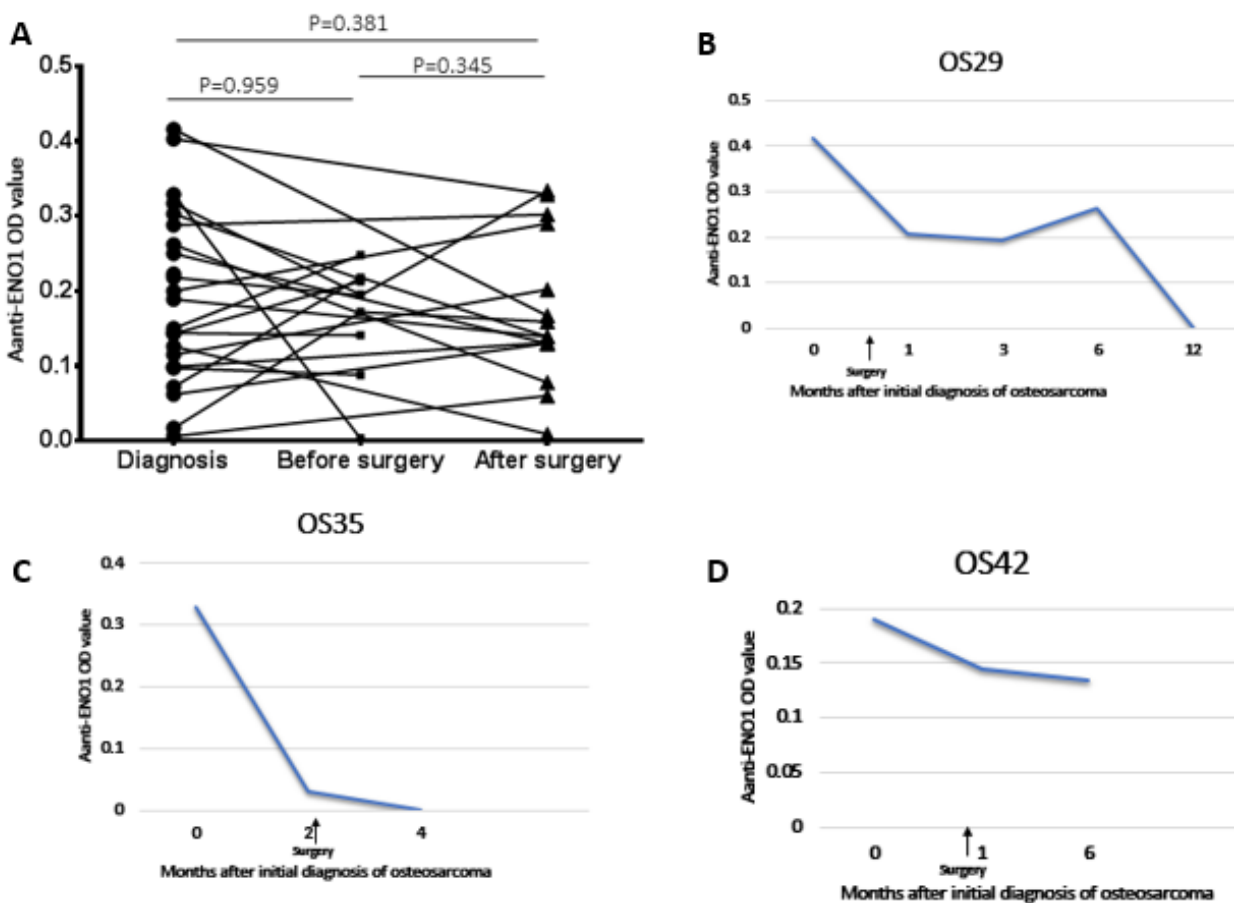 A
P=0.381
P=0.345
P=0.959
Aanti-ENO1 OD value
0.5
0.4
0.3
0.2
0.1
0.0
Diagnosis Before surgery After surgery
B
OS29
Aanti-ENO1 OD value
0.5
0.4
0.3
0.2
0.1
0
0 1 3 6 12
Surgery
Months after initial diagnosis of osteosarcoma
C
OS35
Aanti-ENO1 OD value
0.4
0.3
0.2
0.1
0
0 2 4
Surgery
Months after initial diagnosis of osteosarcoma
D
OS42
Aanti-ENO1 OD value
0.2
0.15
0.1
0.05
0
0 1 6
Surgery
Months after initial diagnosis of osteosarcoma